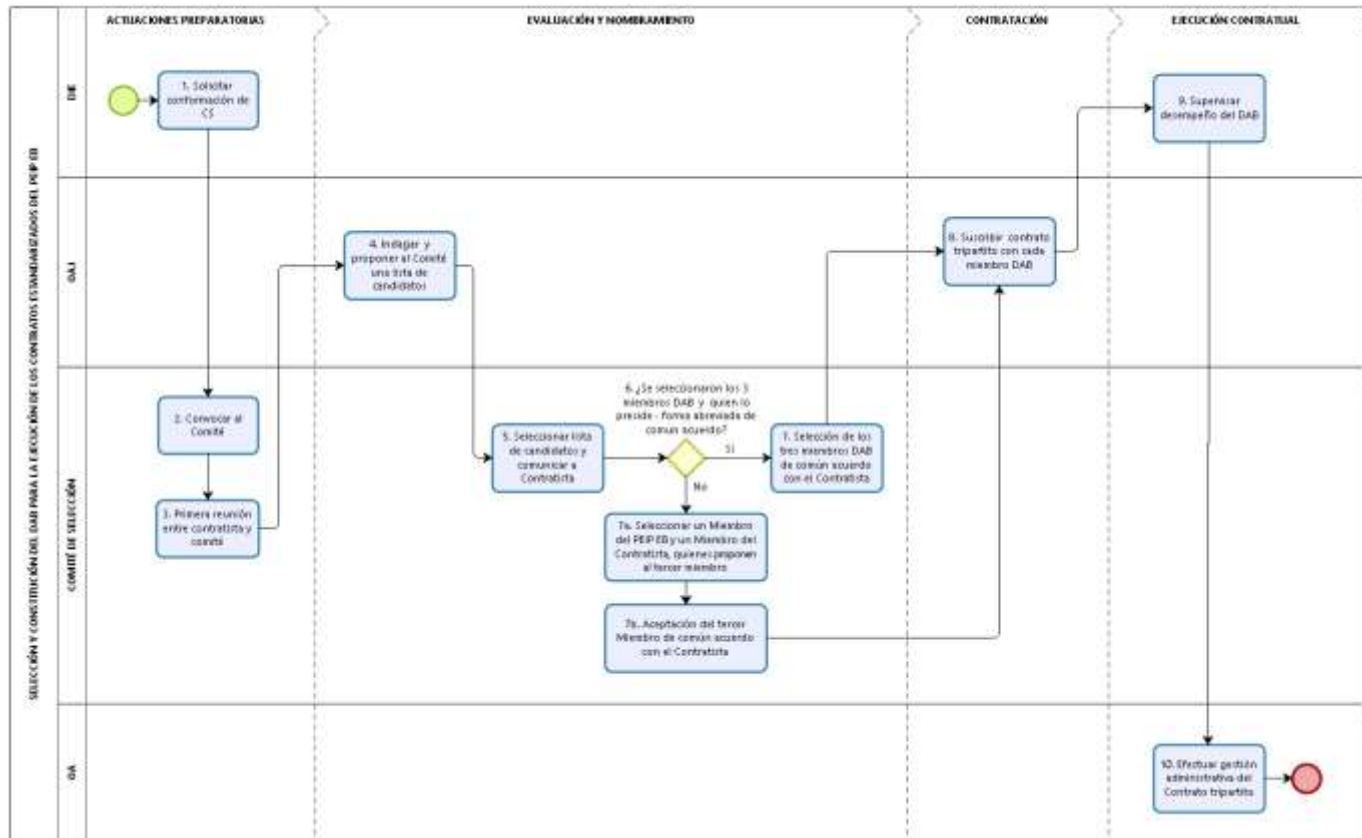 ACTUACIONES PREPARATORIAS
EVALUACIÓN Y NOMBRAMIENTO
CONTRATACIÓN
EJECUCIÓN CONTRACTUAL
SELECCIÓN Y CONSTITUCIÓN DEL DAB PARA LA EJECUCIÓN DE LOS CONTRATOS ESTANDARIZADOS DEL PEIP EB
1. Solicitar
conformación de
CS
9. Supervisar
desempeño del DAB
OAJ
4. Indagar y
proponer al Comité
una lista de
candidatos
8. Suscribir contrato
tripartito con cada
miembro DAB
COMITÉ DE SELECCIÓN
2. Convocar al
Comité
3. Primera reunión
entre contratista y
comité
5. Seleccionar lista
de candidatos y
comunicar a
Contratista
6. ¿Se seleccionaron los 3
miembros DAB y quien lo
preside - forma abreviada de
comun acuerdo?
Si
No
7. Selección de los
tres miembros DAB
de común acuerdo
con el Contratista
7a. Seleccionar un Miembro
del PEIP EB y un Miembro del
Contratista, quienes proponen
al tercer miembro
Aceptación del tercer
Miembro de común acuerdo
con el Contratista
OA
10. Efectuar gestión
administrativa del
Contrato tripartito